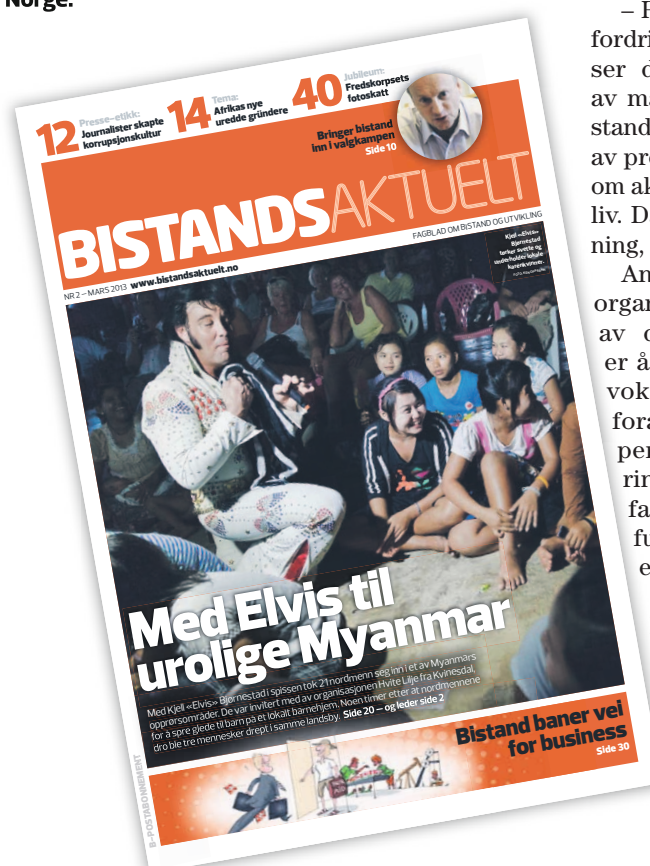 Norge.
12 Presse-etikk:
Journalister skapte
korrupsjonskultur
14 Tema:
Afrikas nye
uredde gründere
40 Jubileum:
Fredskorpsets
fotoskatt
Bringer bistand
inn i valgkampen
Side 10
BISTANDSAKTUELT
FAGBLAD OM BISTAND OG UTVIKLING
NR 2 – MARS 2013 www.bistandsaktuelt.no
Kjell «Elvis»
Bjørnestad
tørker svette og
underholder lokale
karenkvinner.
Med Elvis til
urolige Myanmar
Med Kjell «Elvis» Bjørnestad i spissen tok 21 nordmenn seg inn i et av Myanmars
opprørsområder. De var invitert med av organisasjonen Hvite Lilje fra Kvinesdal,
for å spre glede til barn på et lokalt barnehjem. Noen timer etter at nordmennene
dro ble tre mennesker drept i samme landsby. Side 20 – og leder side 2
Bistand baner vei
for business
Side 30
B-POSTABONNEMENT
fordri
ser d
av ma
stand
av pro
om ak
liv. D
ning,
An
organ
av d
er å
vok
fora
per
rin
fa
fu
e